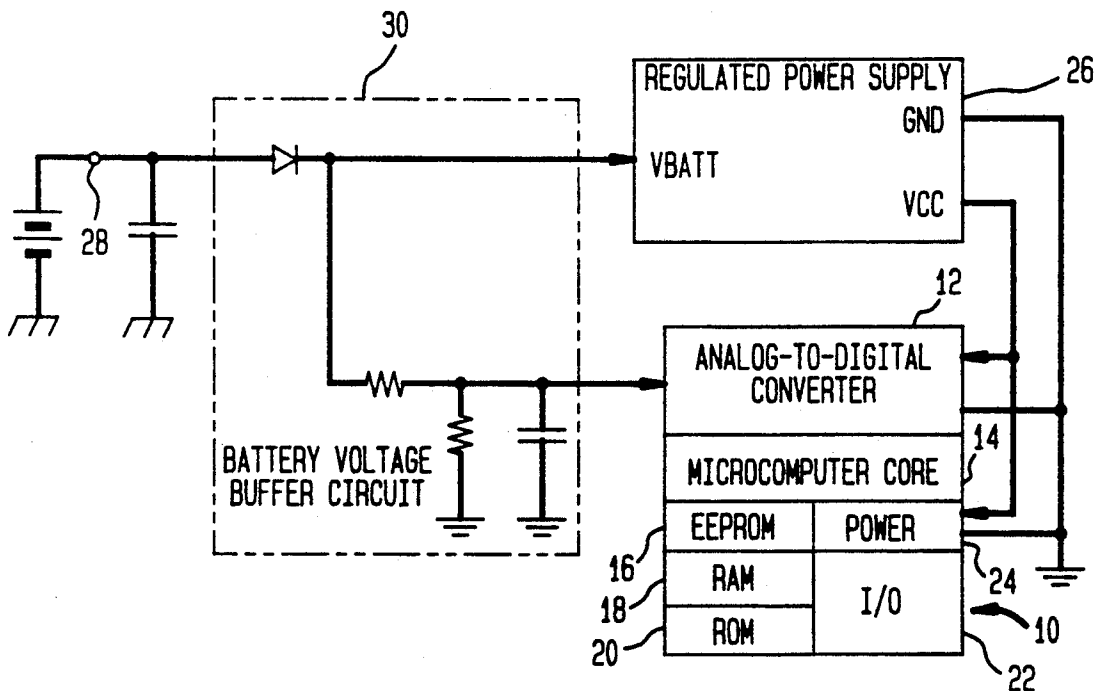 30
REGULATED POWER SUPPLY
26
GND
VBATT
VCC
28
12
ANALOG-TO-DIGITAL
CONVERTER
14
BATTERY VOLTAGE
BUFFER CIRCUIT
MICROCOMPUTER CORE
EEPROM
POWER
16
24
RAM
18
I/O
10
ROM
20
22